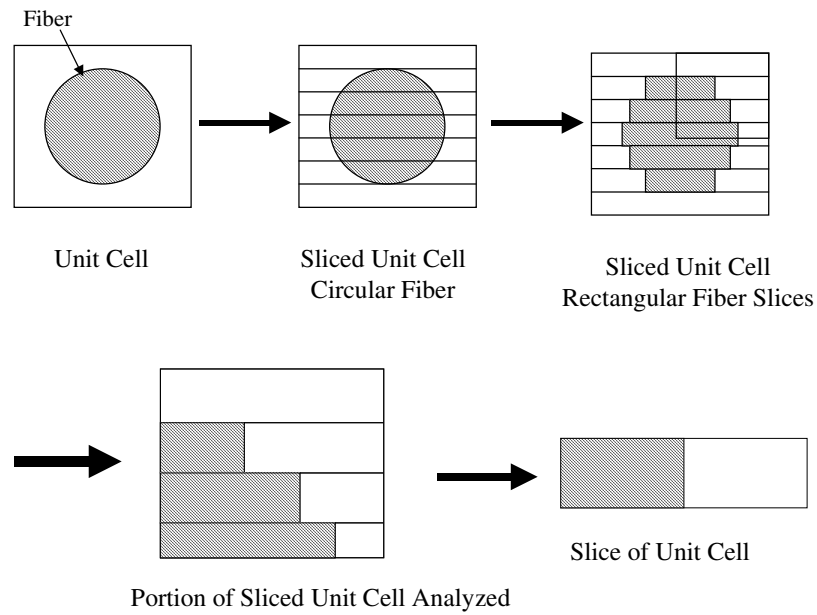 Fiber
Unit Cell
Sliced Unit Cell
Circular Fiber
Sliced Unit Cell
Rectangular Fiber Slices
Portion of Sliced Unit Cell Analyzed
Slice of Unit Cell